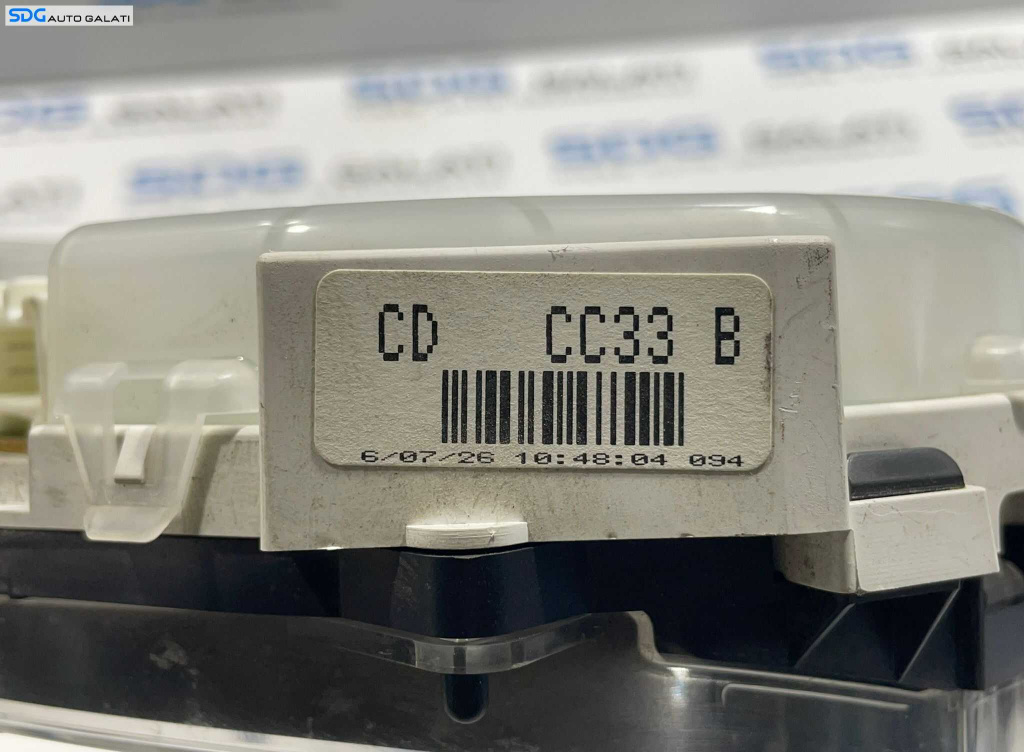 SDG AUTO GALATI
CD CC33 B
6/07/26 10:48:04 094